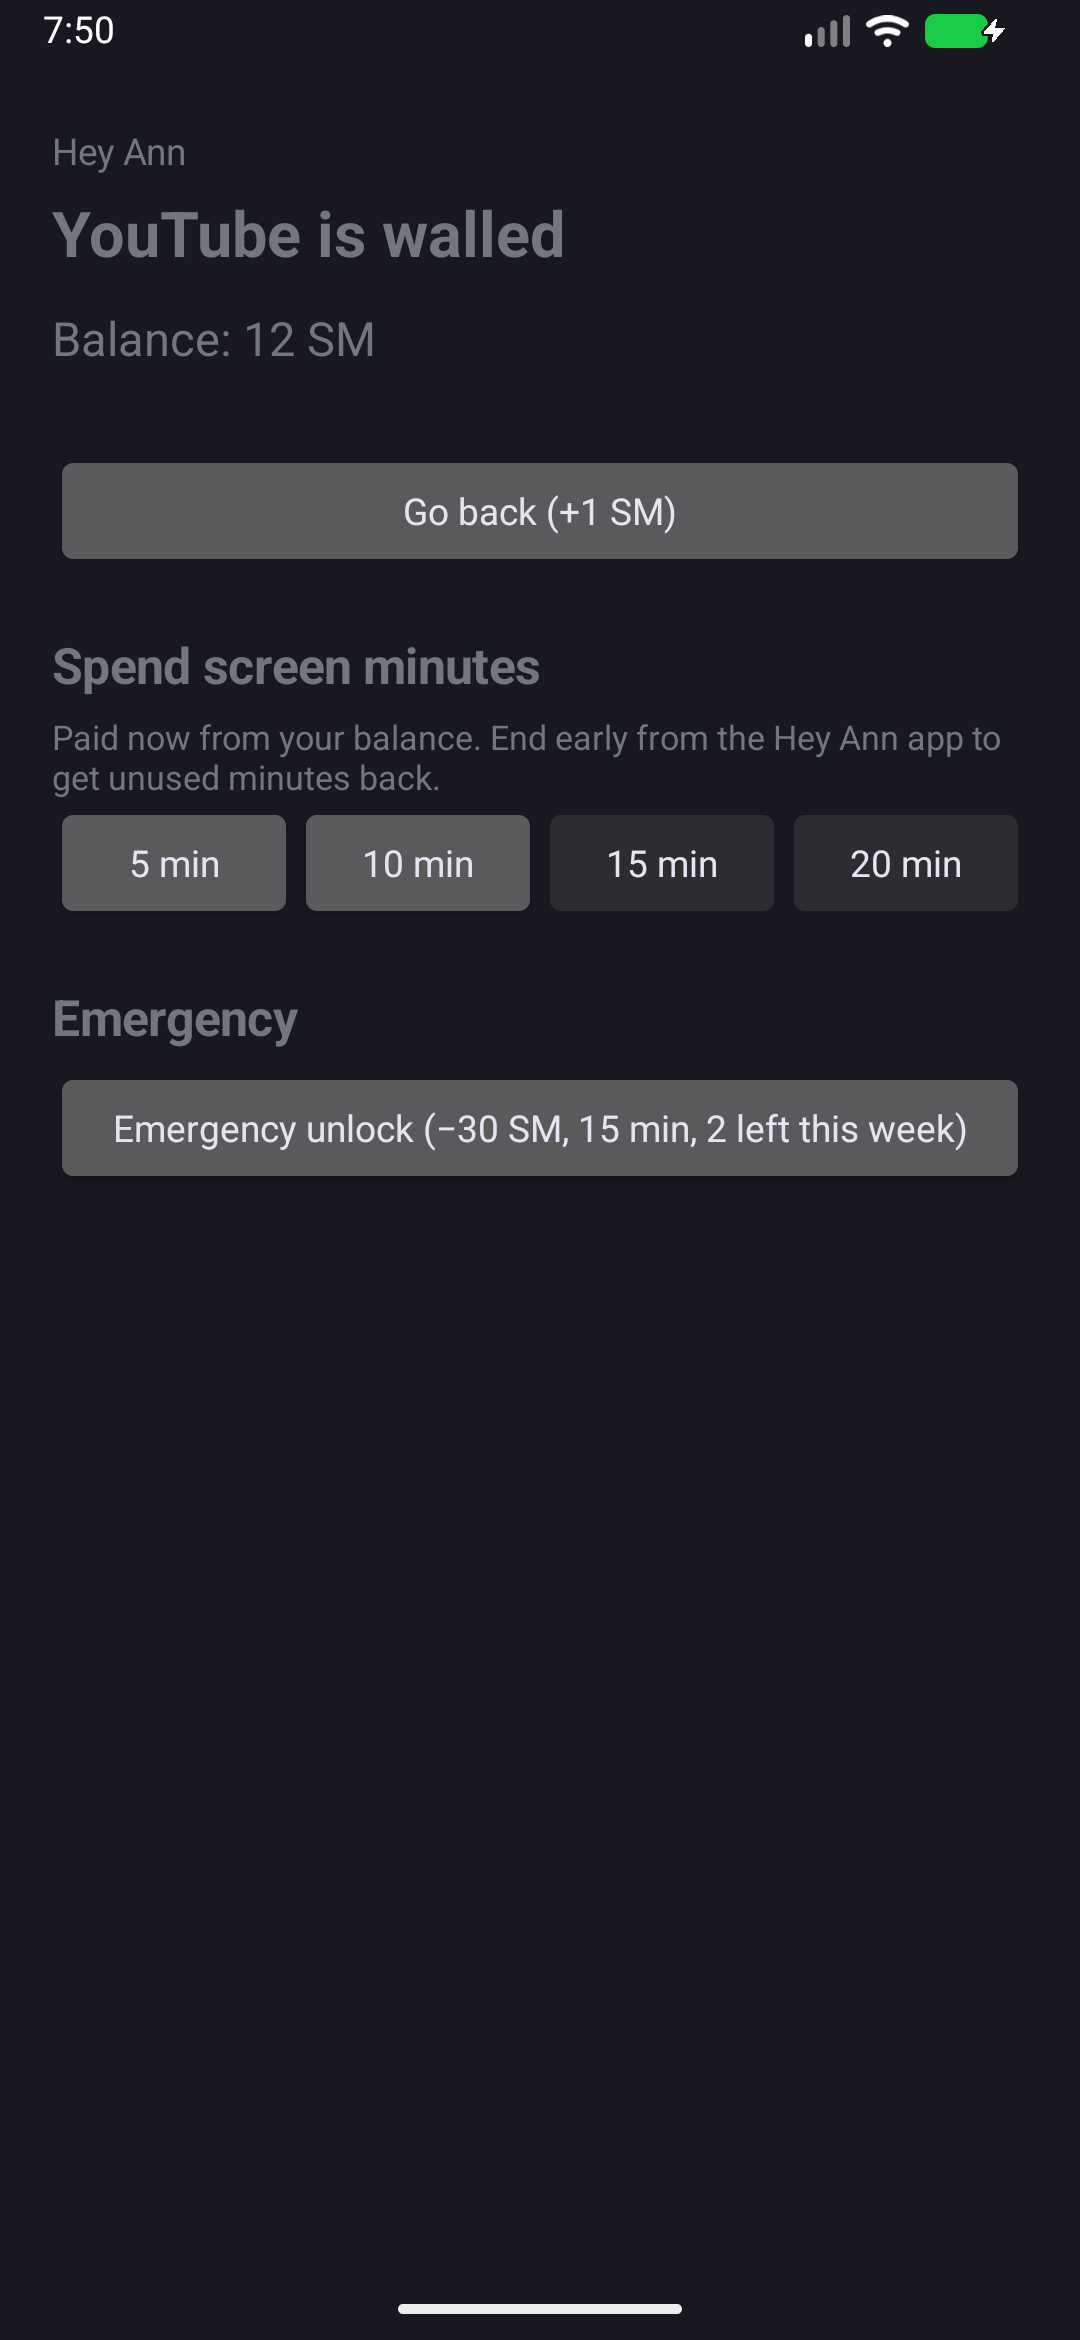 7:50
Hey Ann
YouTube is walled
Balance: 12 SM
Go back (+1 SM)
Spend screen minutes
Paid now from your balance. End early from the Hey Ann app to
get unused minutes back.
5 min 10 min 15 min 20 min
Emergency
Emergency unlock (−30 SM, 15 min, 2 left this week)